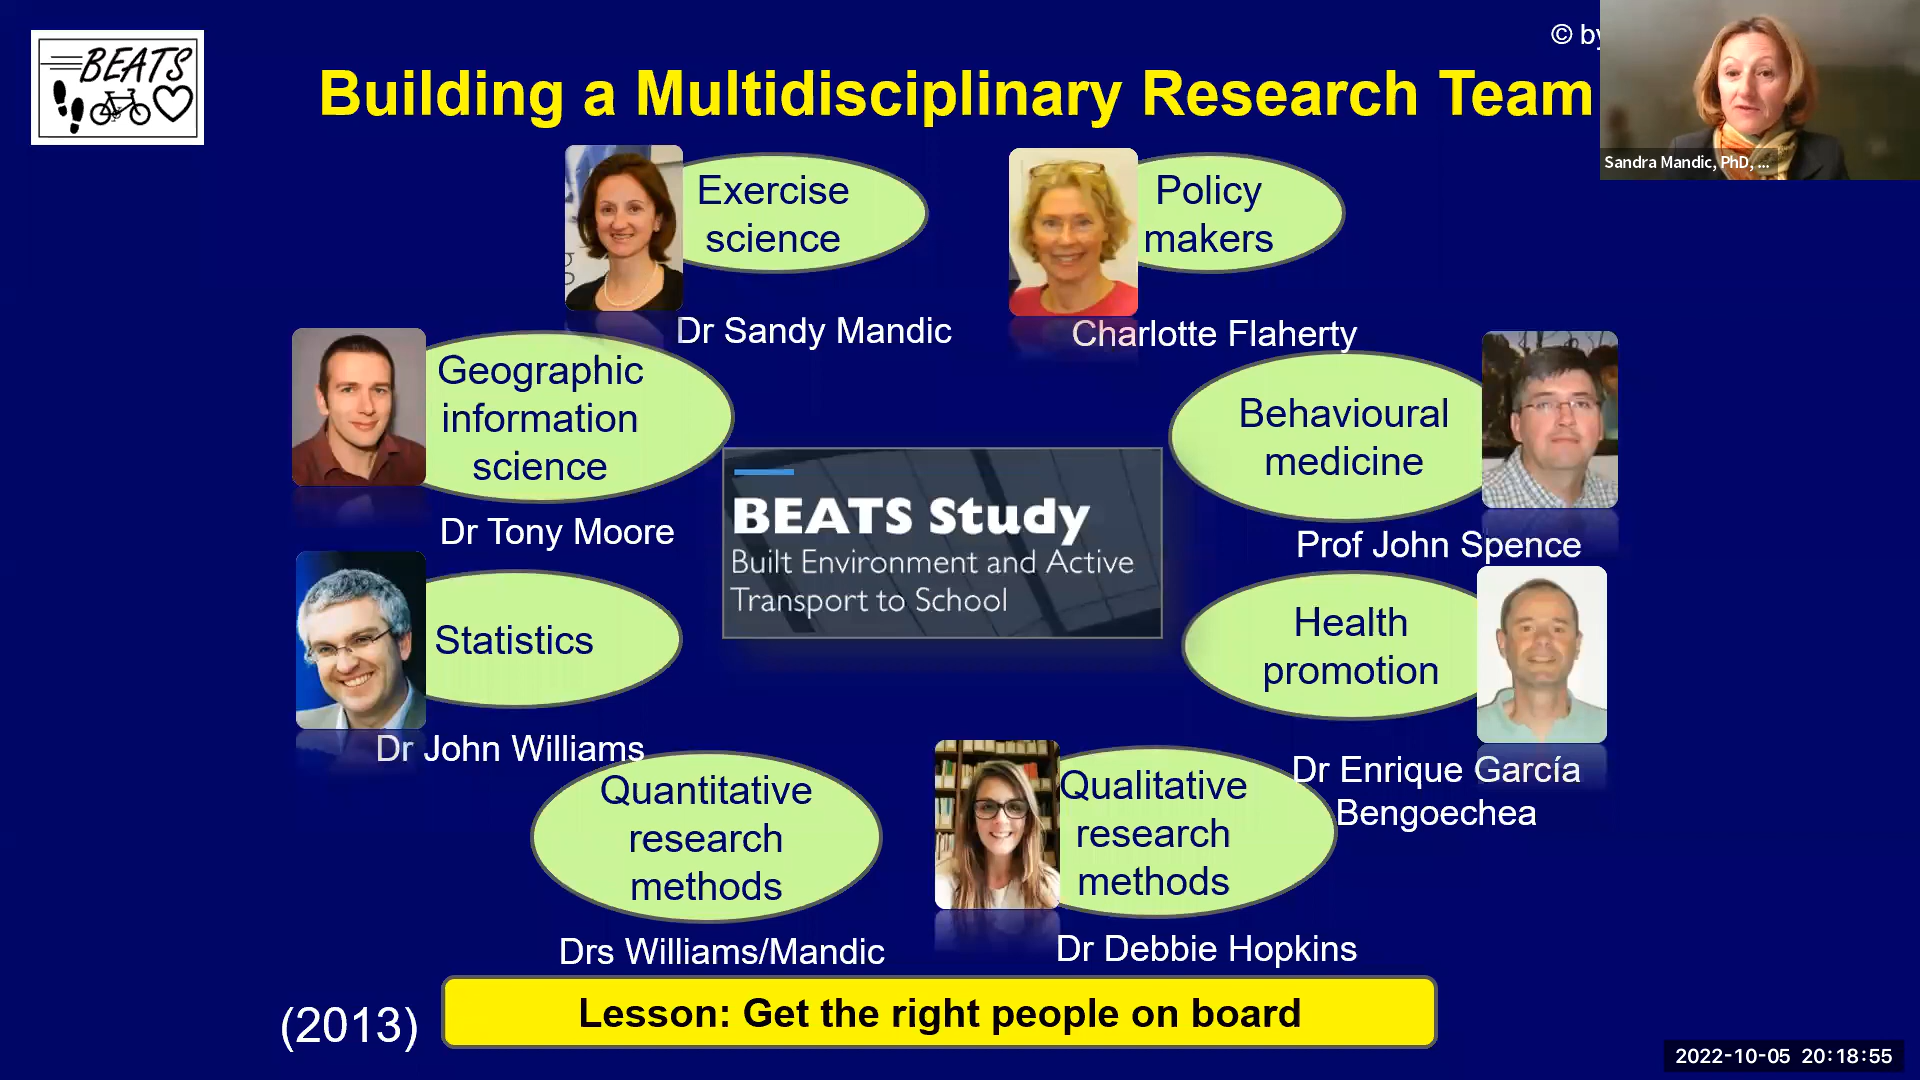 BEATS
© by
Building a Multidisciplinary Research Team
Sandra Mandic, PhD, ...
Exercise
science
Dr Sandy Mandic
Policy
makers
Charlotte Flaherty
Geographic
information
science
Dr Tony Moore
Behavioural
medicine
Prof John Spence
BEATS Study
Built Environment and Active
Transport to School
Statistics
Dr John Williams
Health
promotion
Dr Enrique García
Bengoechea
Quantitative
research
methods
Drs Williams/Mandic
Qualitative
research
methods
Dr Debbie Hopkins
(2013)
Lesson: Get the right people on board
2022-10-05 20:18:55